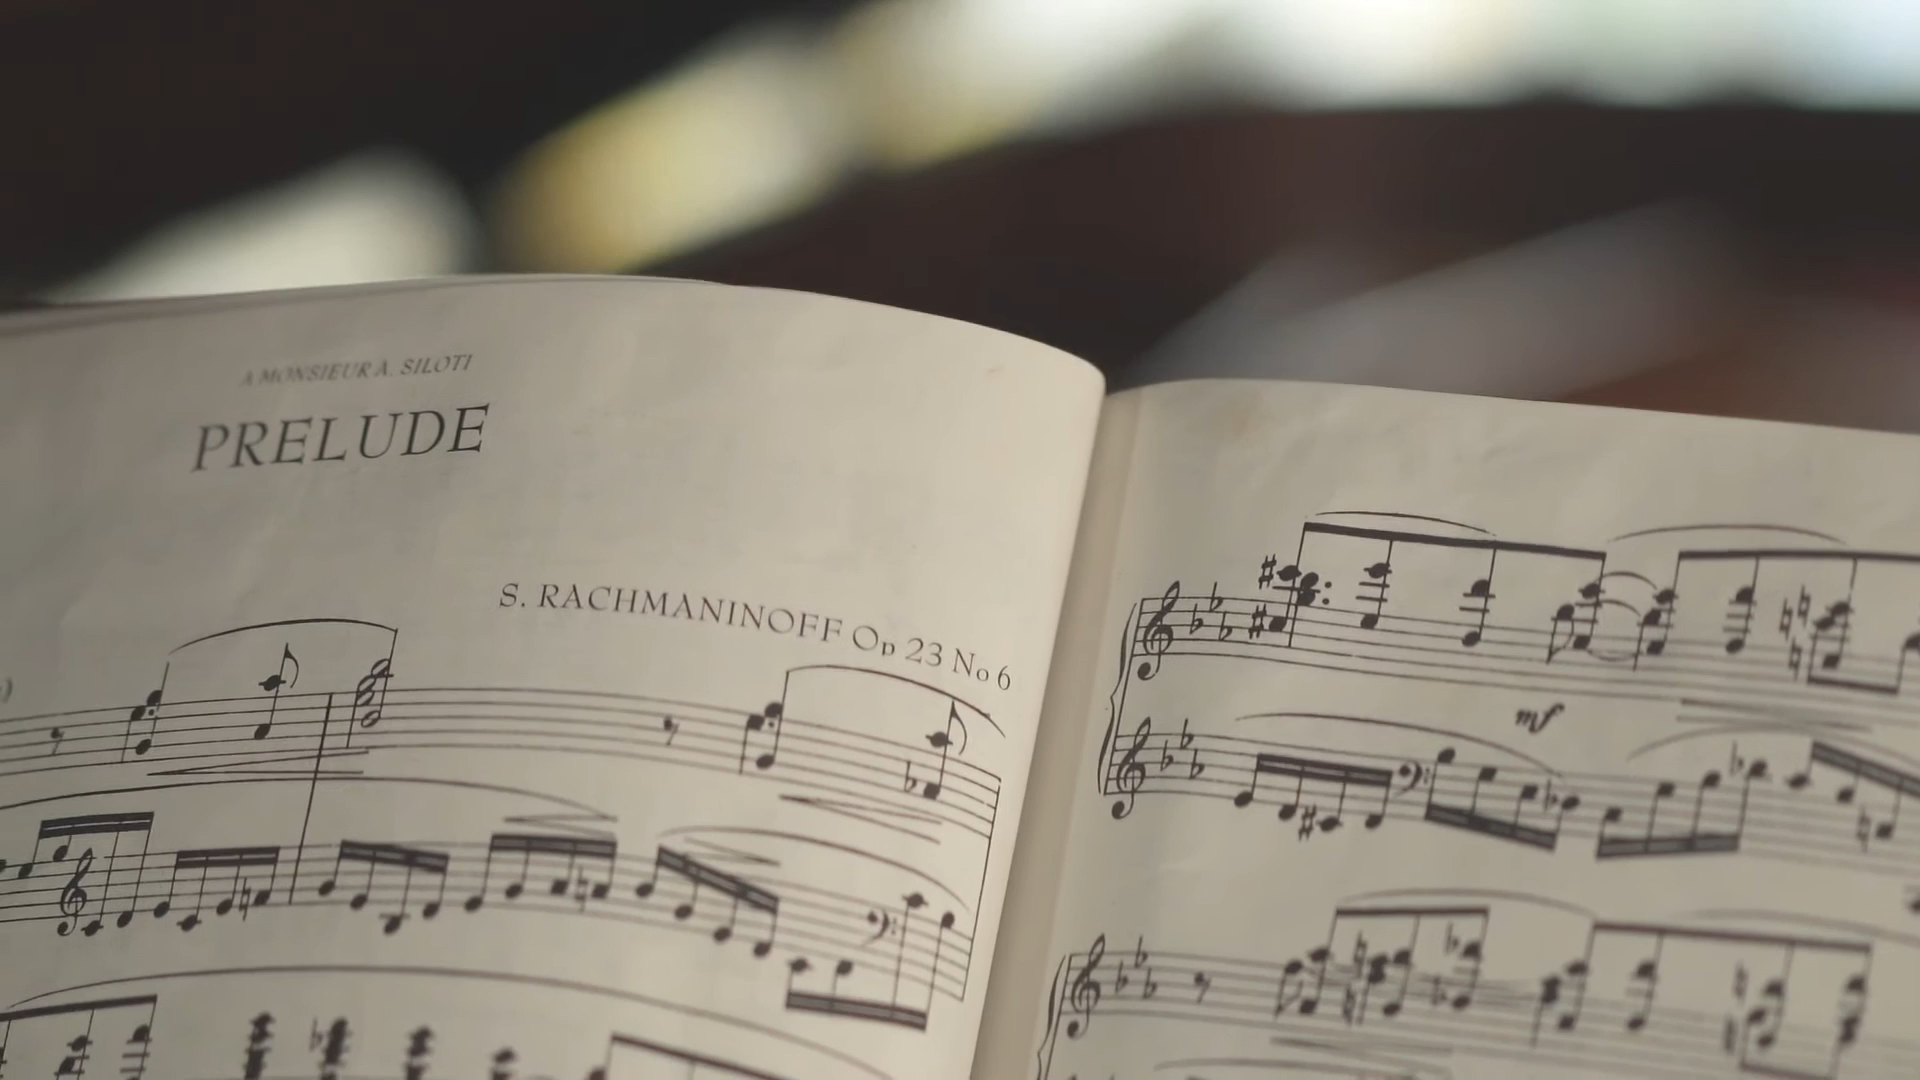 A MONSIEUR A. SILOTI
PRELUDE
S. RACHMANINOFF Op 23 No 6
mf